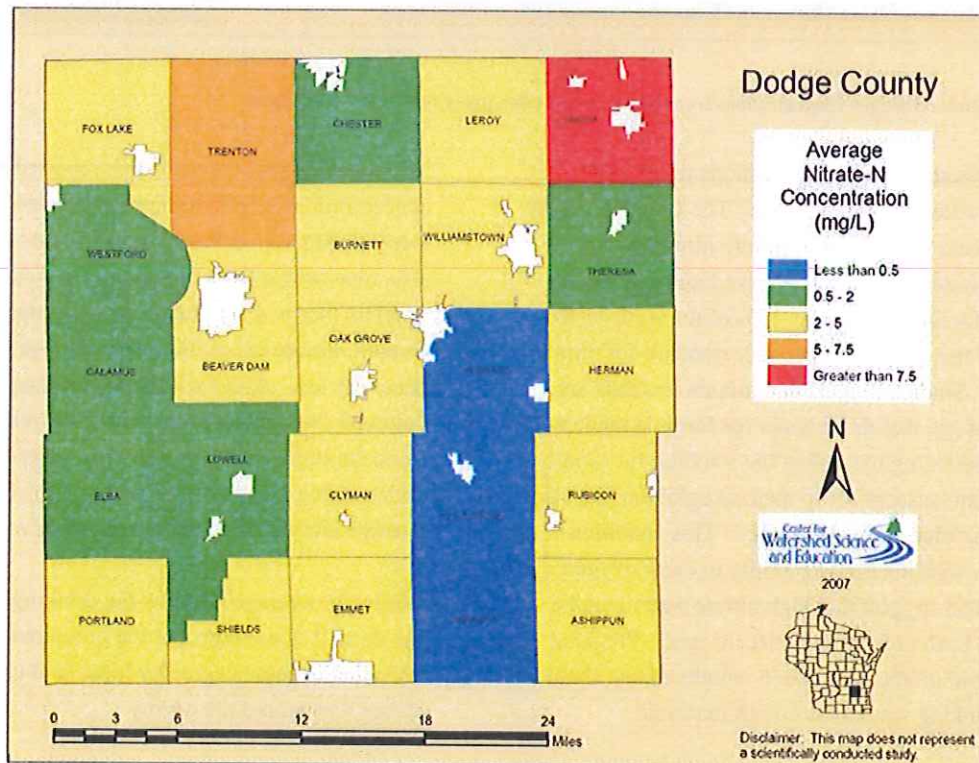 Dodge County
FOX LAKE
TRENTON
CHESTER
LEROY
WESTFORD
BURNETT
WILLIAMSTOWN
THERESA
CALAMUS
BEAVER DAM
OAK GROVE
HERMAN
LOWELL
ELBA
CLYMAN
RUBICON
PORTLAND
SHIELDS
EMMET
ASHIPPUN
Average
Nitrate-N
Concentration
(mg/L)
Less than 0.5
0.5 - 2
2 - 5
5 - 7.5
Greater than 7.5
N
Center for
Watershed Science
and Education
2007
0 3 6 12 18 24
Miles
Disclaimer: This map does not represent
a scientifically conducted study.